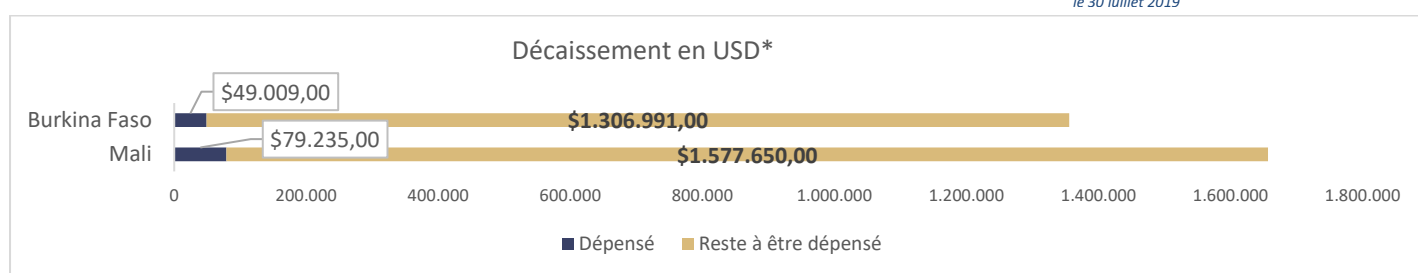 le 30 Juillet 2019
Décaissement en USD*
$49.009,00
Burkina Faso
$1.306.991,00
$79.235,00
Mali
$1.577.650,00
0 200.000 400.000 600.000 800.000 1.000.000 1.200.000 1.400.000 1.600.000 1.800.000
Dépensé Reste à être dépensé